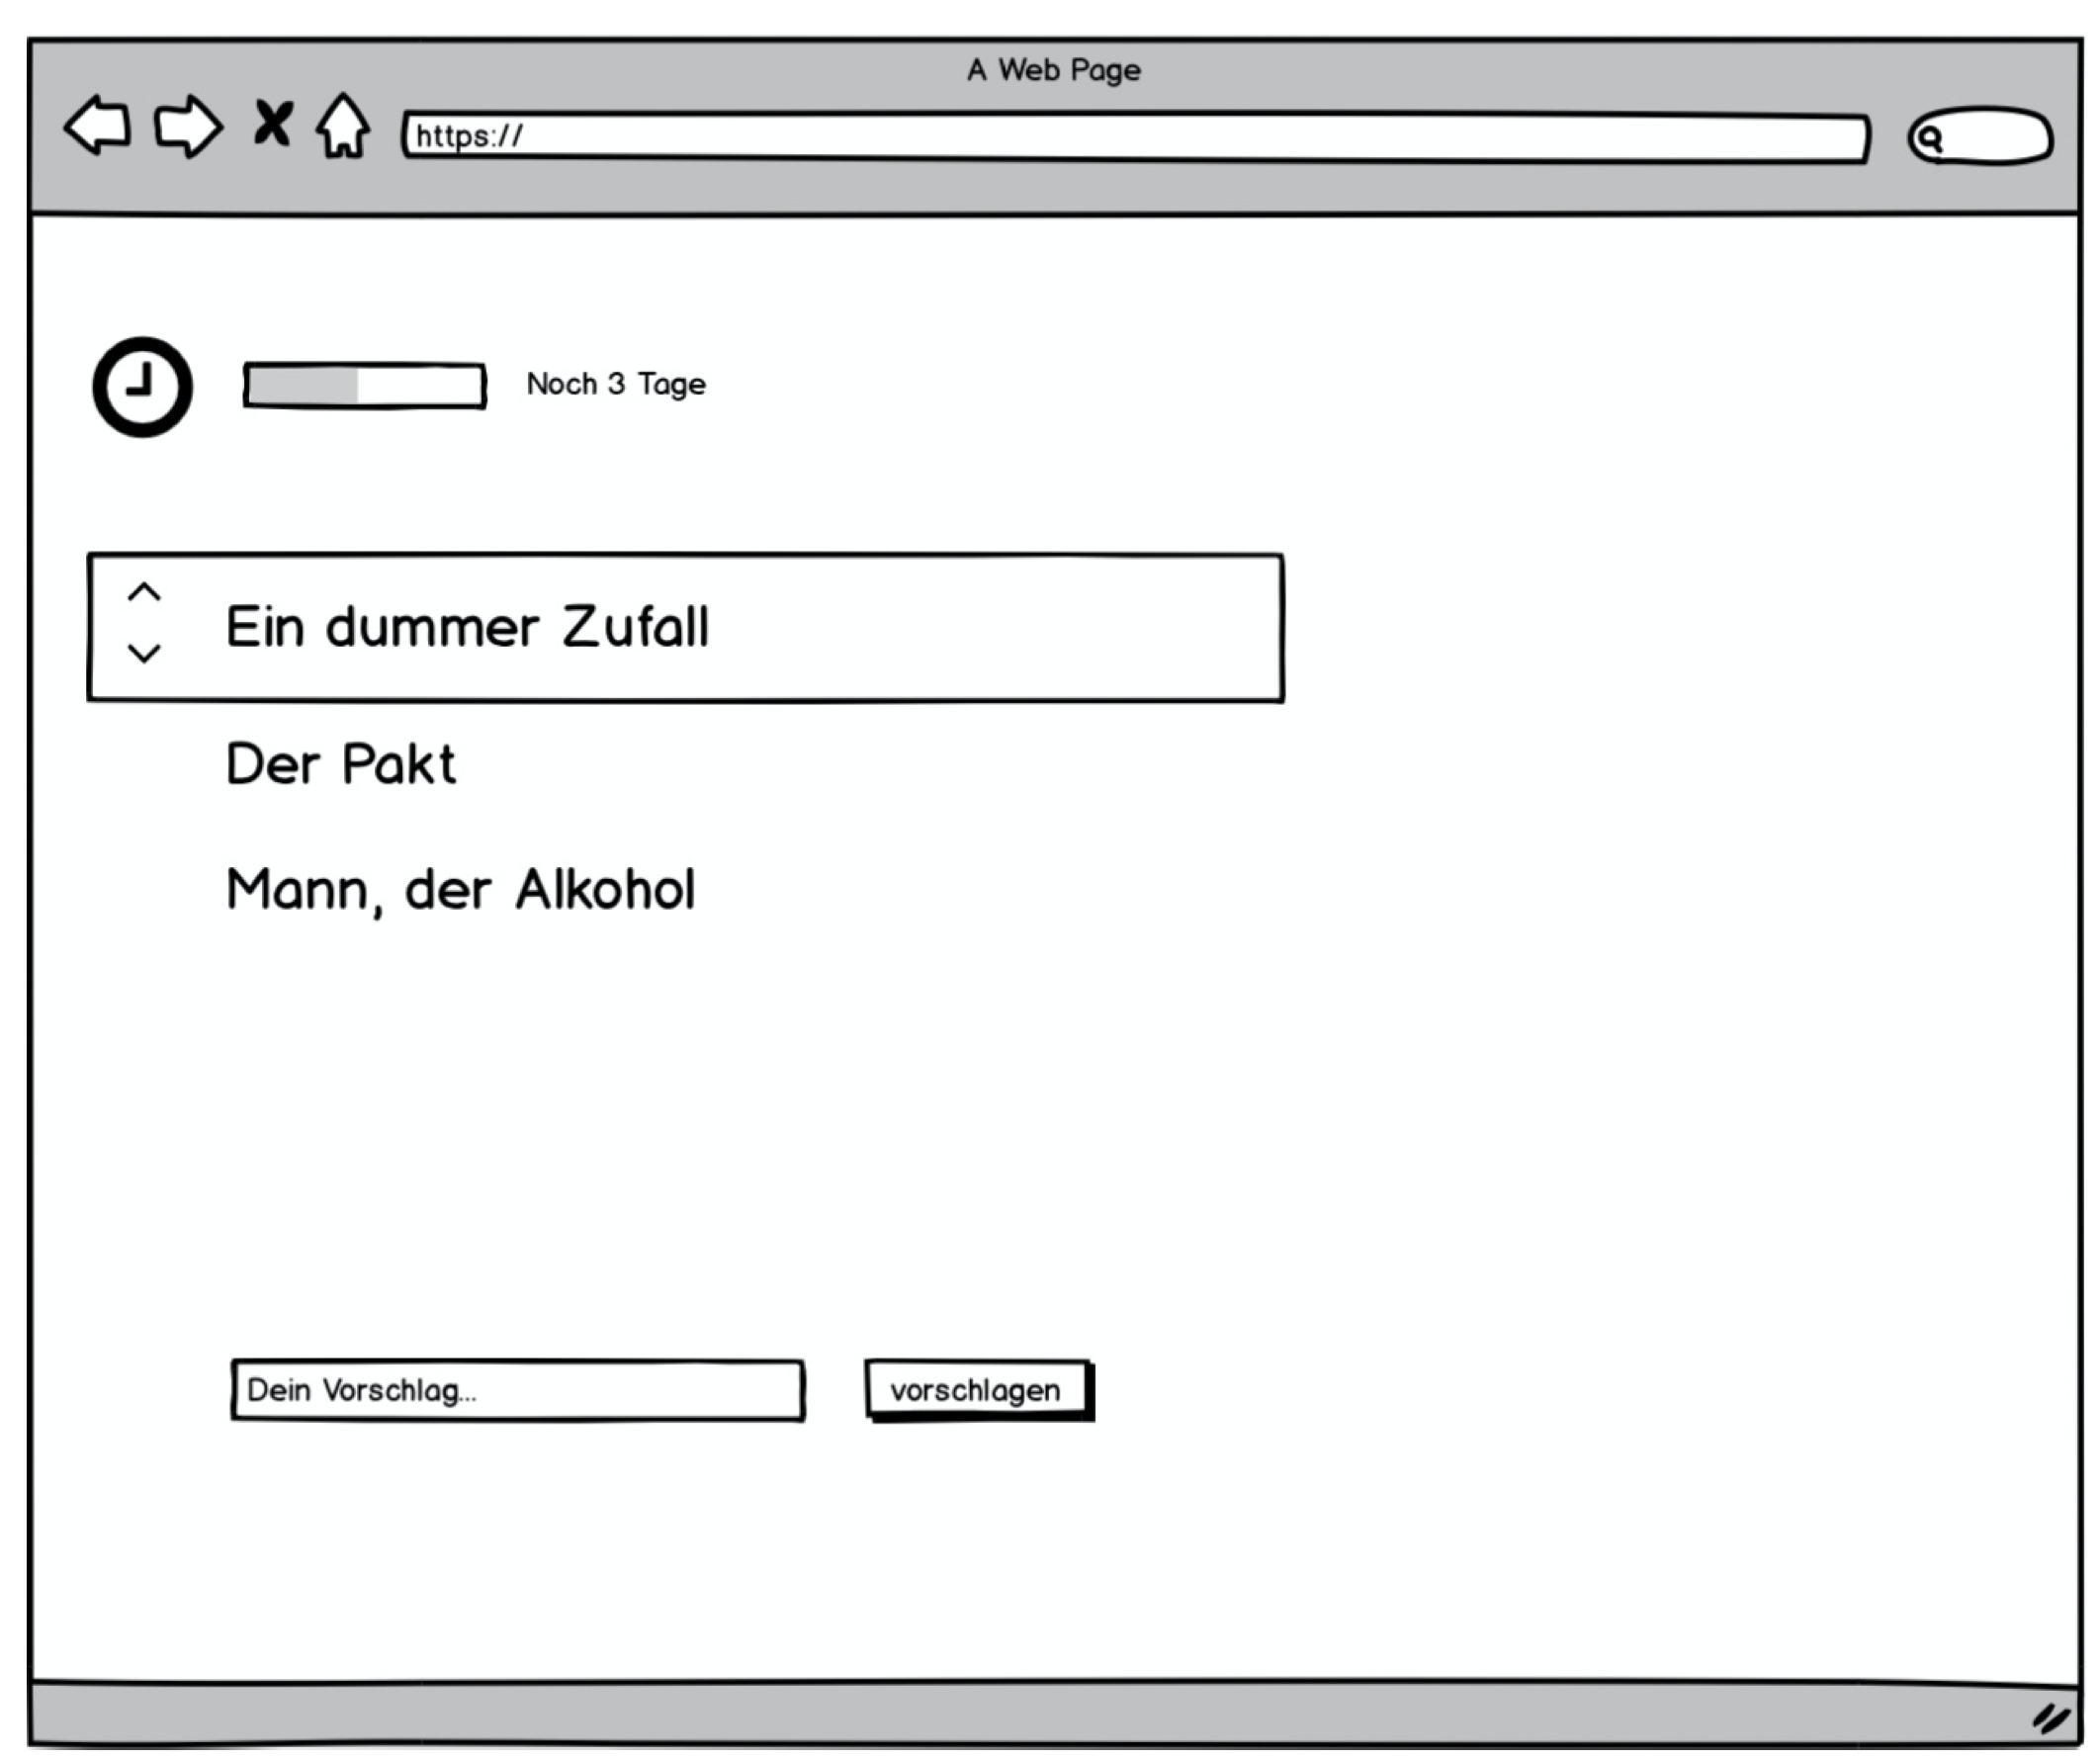 A Web Page
https://
Noch 3 Tage
Ein dummer Zufall
Der Pakt
Mann, der Alkohol
Dein Vorschlag...
vorschlagen